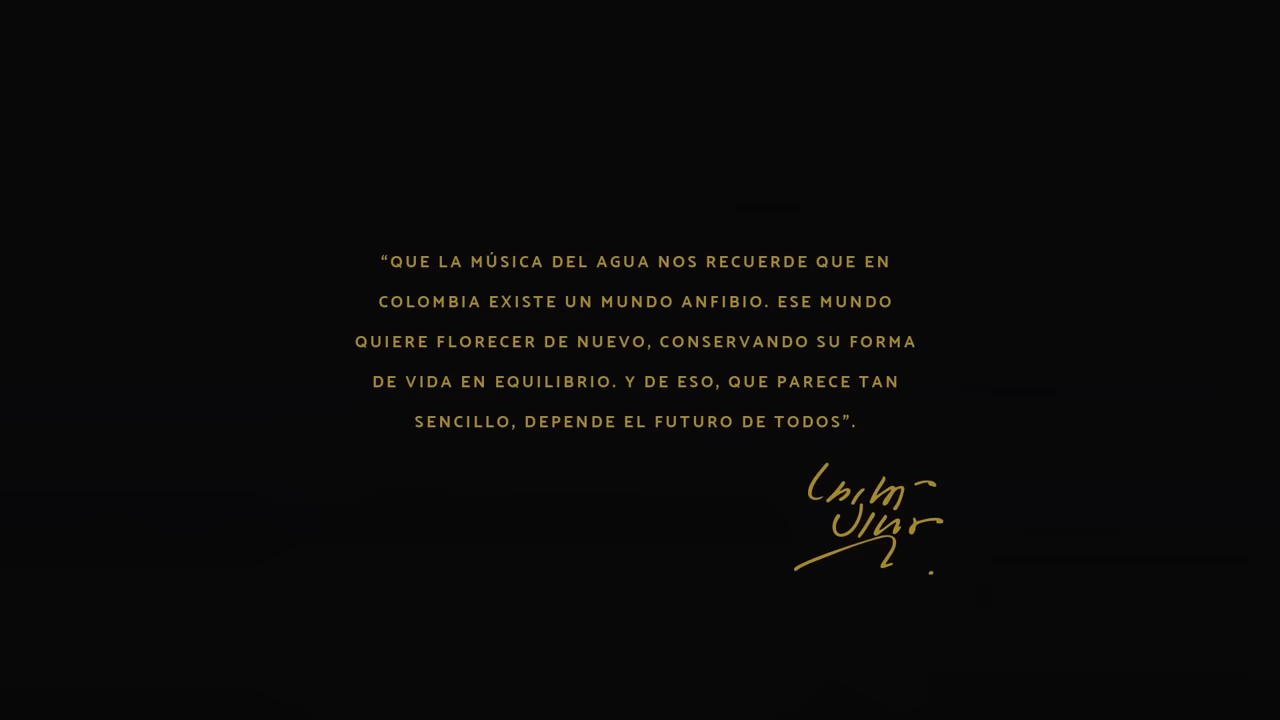 “QUE LA MÚSICA DEL AGUA NOS RECUERDE QUE EN
COLOMBIA EXISTE UN MUNDO ANFIBIO. ESE MUNDO
QUIERE FLORECER DE NUEVO, CONSERVANDO SU FORMA
DE VIDA EN EQUILIBRIO. Y DE ESO, QUE PARECE TAN
SENCILLO, DEPENDE EL FUTURO DE TODOS”.